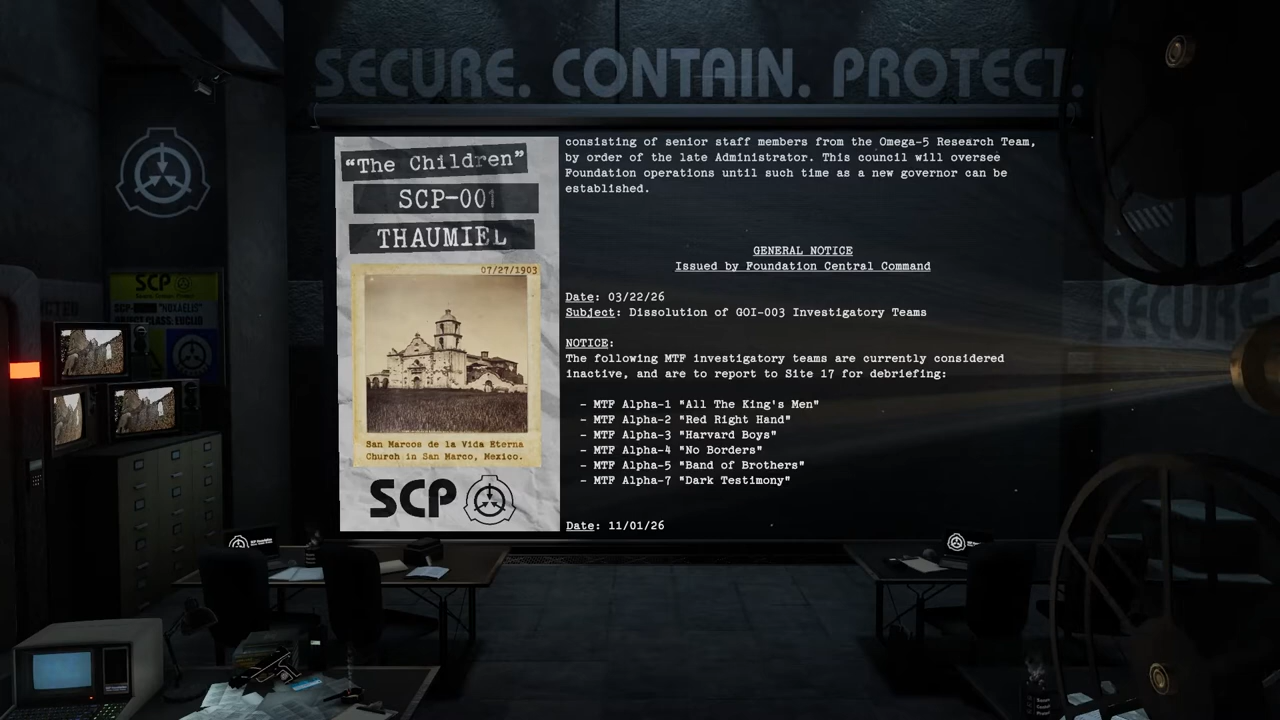 SECURE. CONTAIN. PROTECT.
"The Children"
SCP-001
THAUMIEL
07/27/1903
San Marcos de la Vida Eterna
Church in San Marco, Mexico.
SCP
consisting of senior staff members from the Omega-5 Research Team,
by order of the late Administrator. This council will oversee
Foundation operations until such time as a new governor can be
established.
GENERAL NOTICE
Issued by Foundation Central Command
Date: 03/22/26
Subject: Dissolution of GOI-003 Investigatory Teams
NOTICE:
The following MTF investigatory teams are currently considered
inactive, and are to report to Site 17 for debriefing:
- MTF Alpha-1 "All The King's Men"
- MTF Alpha-2 "Red Right Hand"
- MTF Alpha-3 "Harvard Boys"
- MTF Alpha-4 "No Borders"
- MTF Alpha-5 "Band of Brothers"
- MTF Alpha-7 "Dark Testimony"
Date: 11/01/26
SCP
SECURE